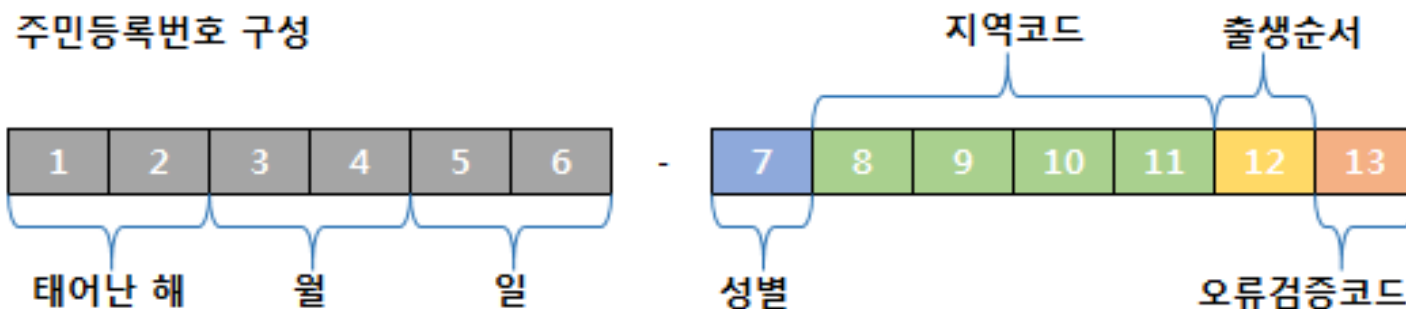 주민등록번호 구성
지역코드 출생순서
1 2 3 4 5 6 - 7 8 9 10 11 12 13
태어난 해 월 일 성별 오류검증코드